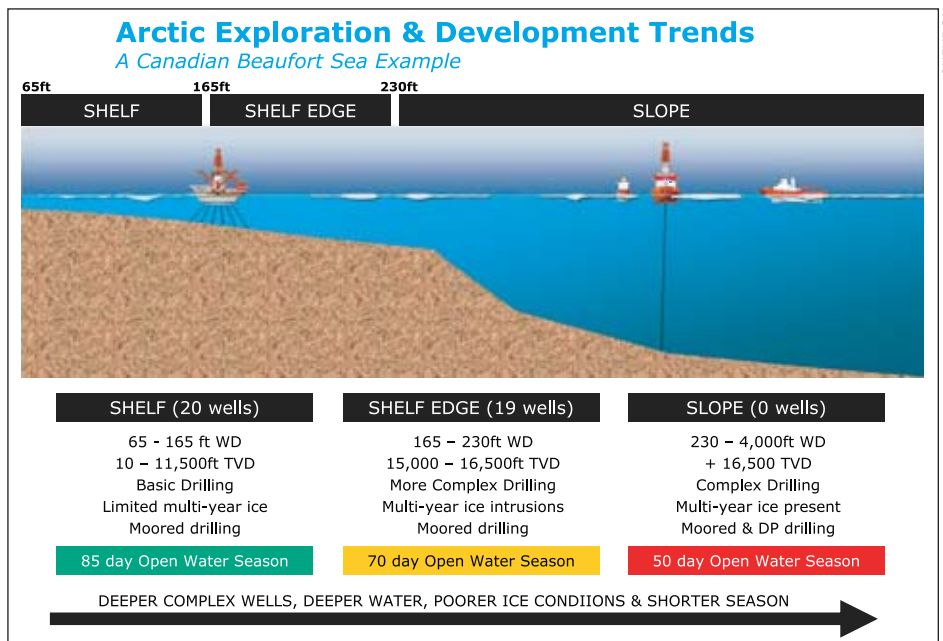 Arctic Exploration & Development Trends
A Canadian Beaufort Sea Example
65ft 165ft 230ft
SHELF SHELF EDGE SLOPE
SHELF (20 wells)
65 - 165 ft WD
10 – 11,500ft TVD
Basic Drilling
Limited multi-year ice
Moored drilling
85 day Open Water Season
SHELF EDGE (19 wells)
165 – 230ft WD
15,000 – 16,500ft TVD
More Complex Drilling
Multi-year ice intrusions
Moored drilling
70 day Open Water Season
SLOPE (0 wells)
230 – 4,000ft WD
+ 16,500 TVD
Complex Drilling
Multi-year ice present
Moored & DP drilling
50 day Open Water Season
DEEPER COMPLEX WELLS, DEEPER WATER, POORER ICE CONDIIONS & SHORTER SEASON